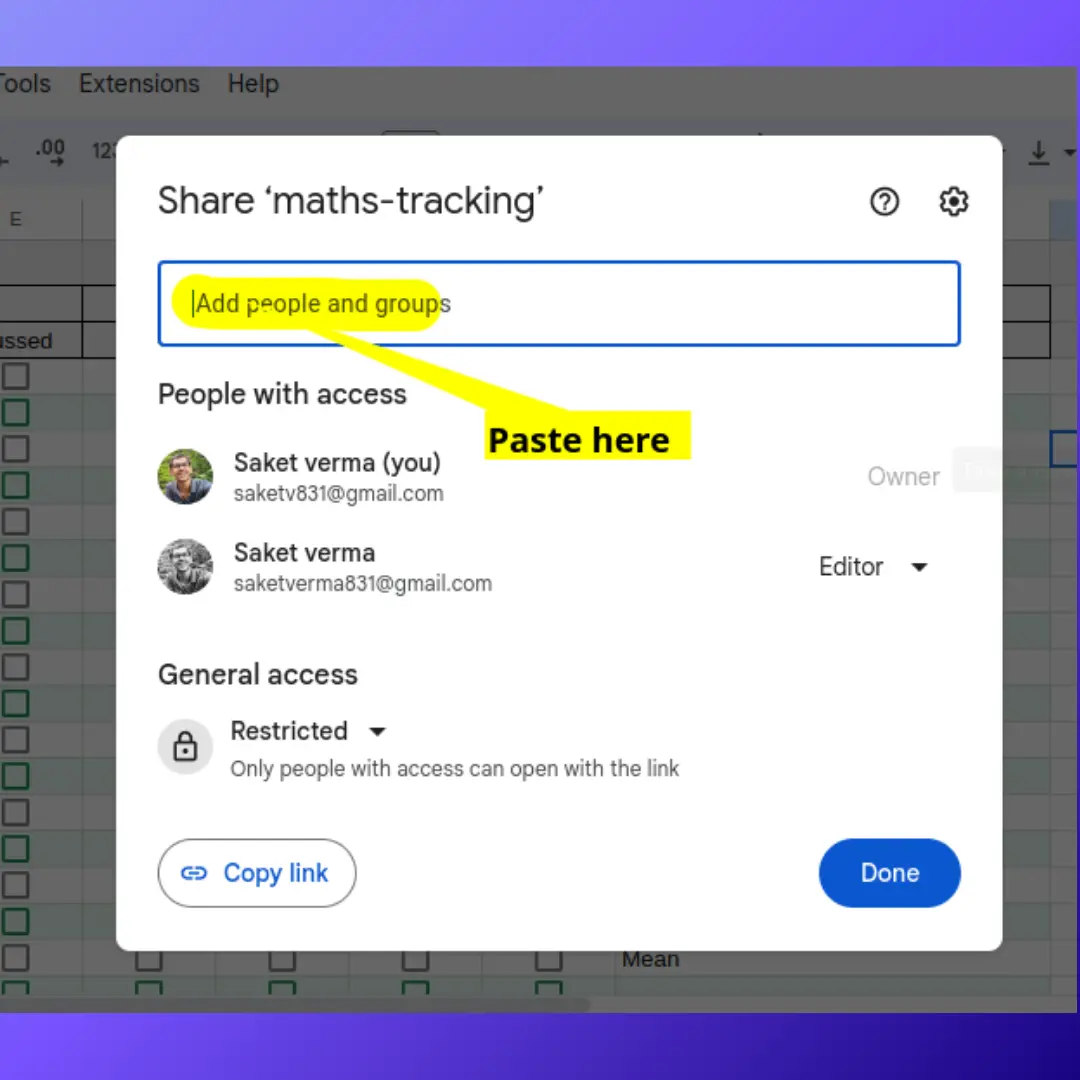 Tools Extensions Help
.00
123
E
ussed
Share ‘maths-tracking’
Add people and groups
People with access
Paste here
Saket verma (you)
saketv831@gmail.com
Owner
Saket verma
saketverma831@gmail.com
Editor
General access
Restricted
Only people with access can open with the link
Copy link
Done
Mean